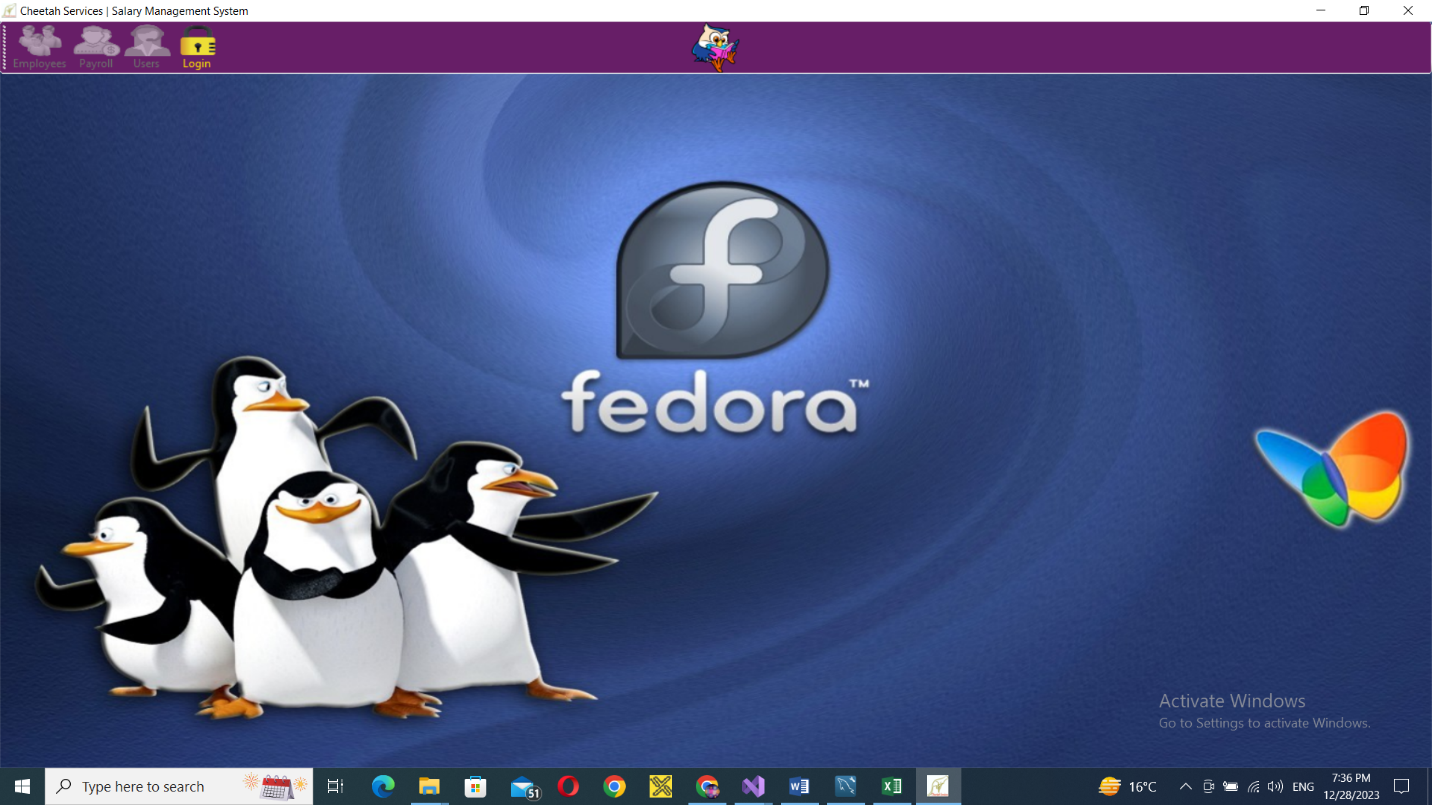 Cheetah Services | Salary Management System
Employees Payroll Users Login
fedora™
Activate Windows
Go to Settings to activate Windows.
Type here to search
51
16°C
ENG
7:36 PM
12/28/2023